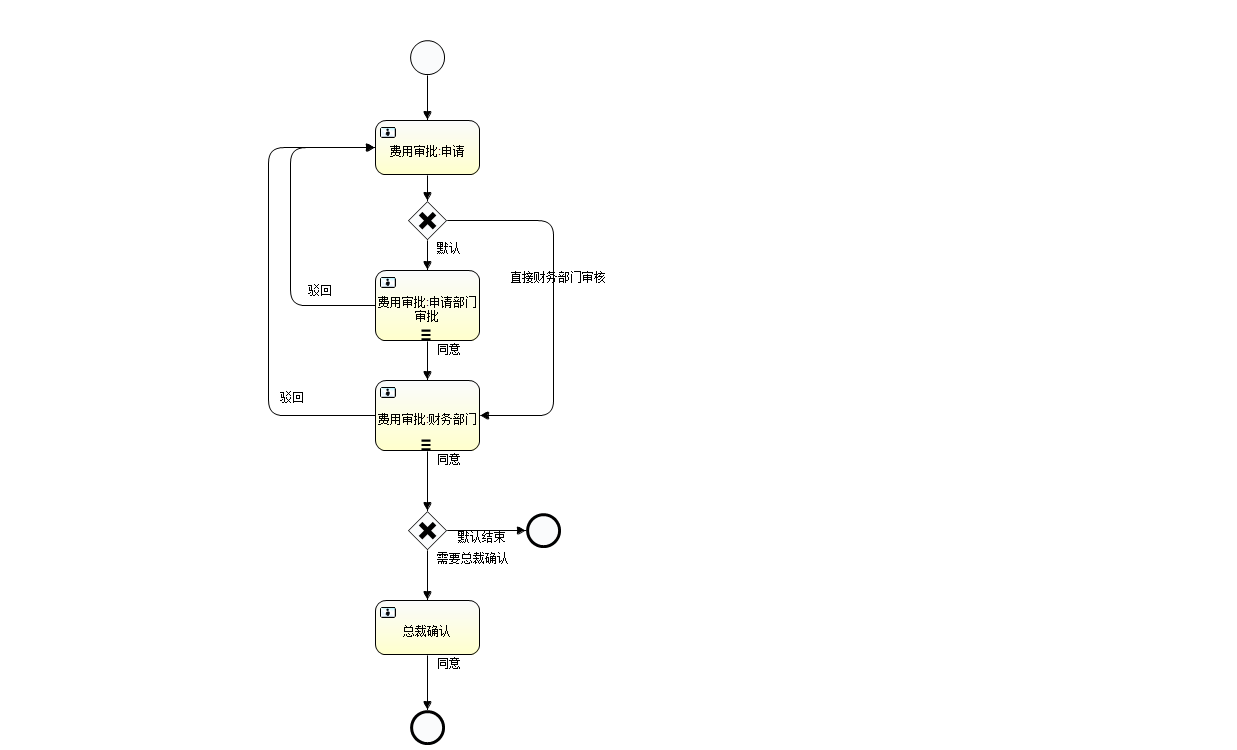 费用审批:申请
默认
直接财务部门审核
驳回
费用审批:申请部门
审批
同意
驳回
费用审批:财务部门
同意
默认结束
需要总裁确认
总裁确认
同意